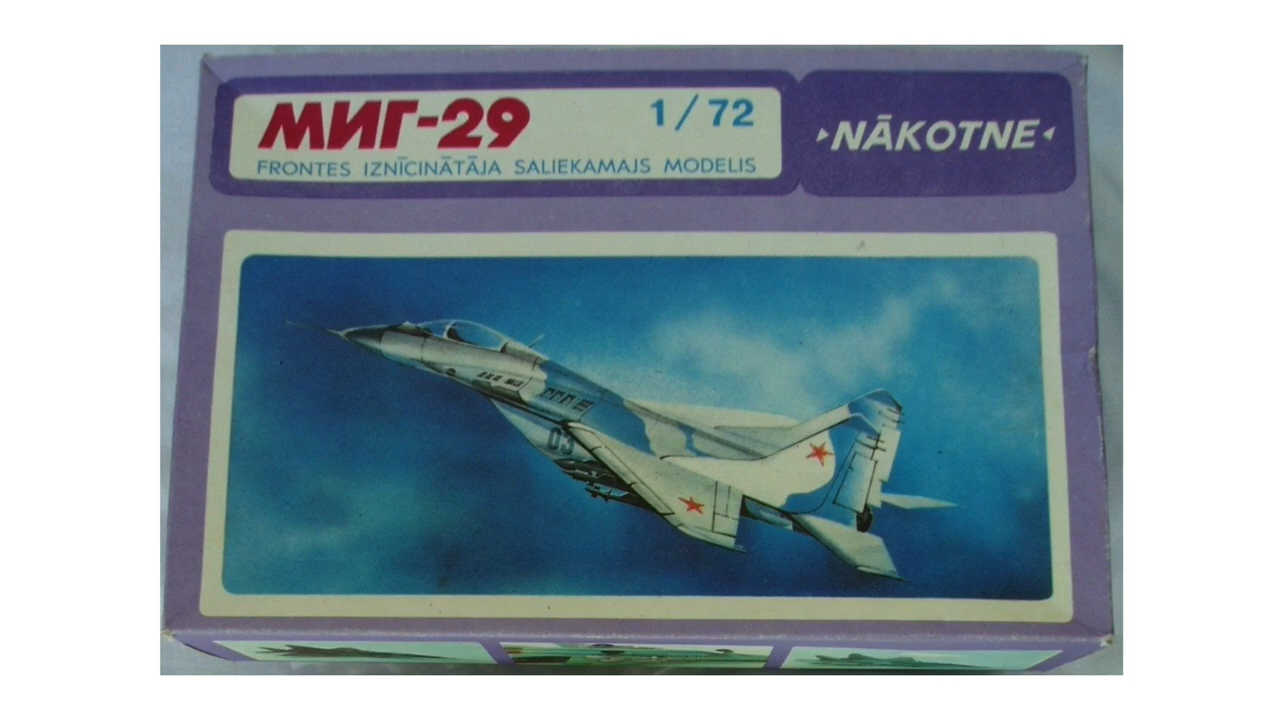 МИГ-29
1/72
FRONTES IZNĪCINĀTĀJA SALIEKAMAJS MODELIS
NĀKOTNE
03